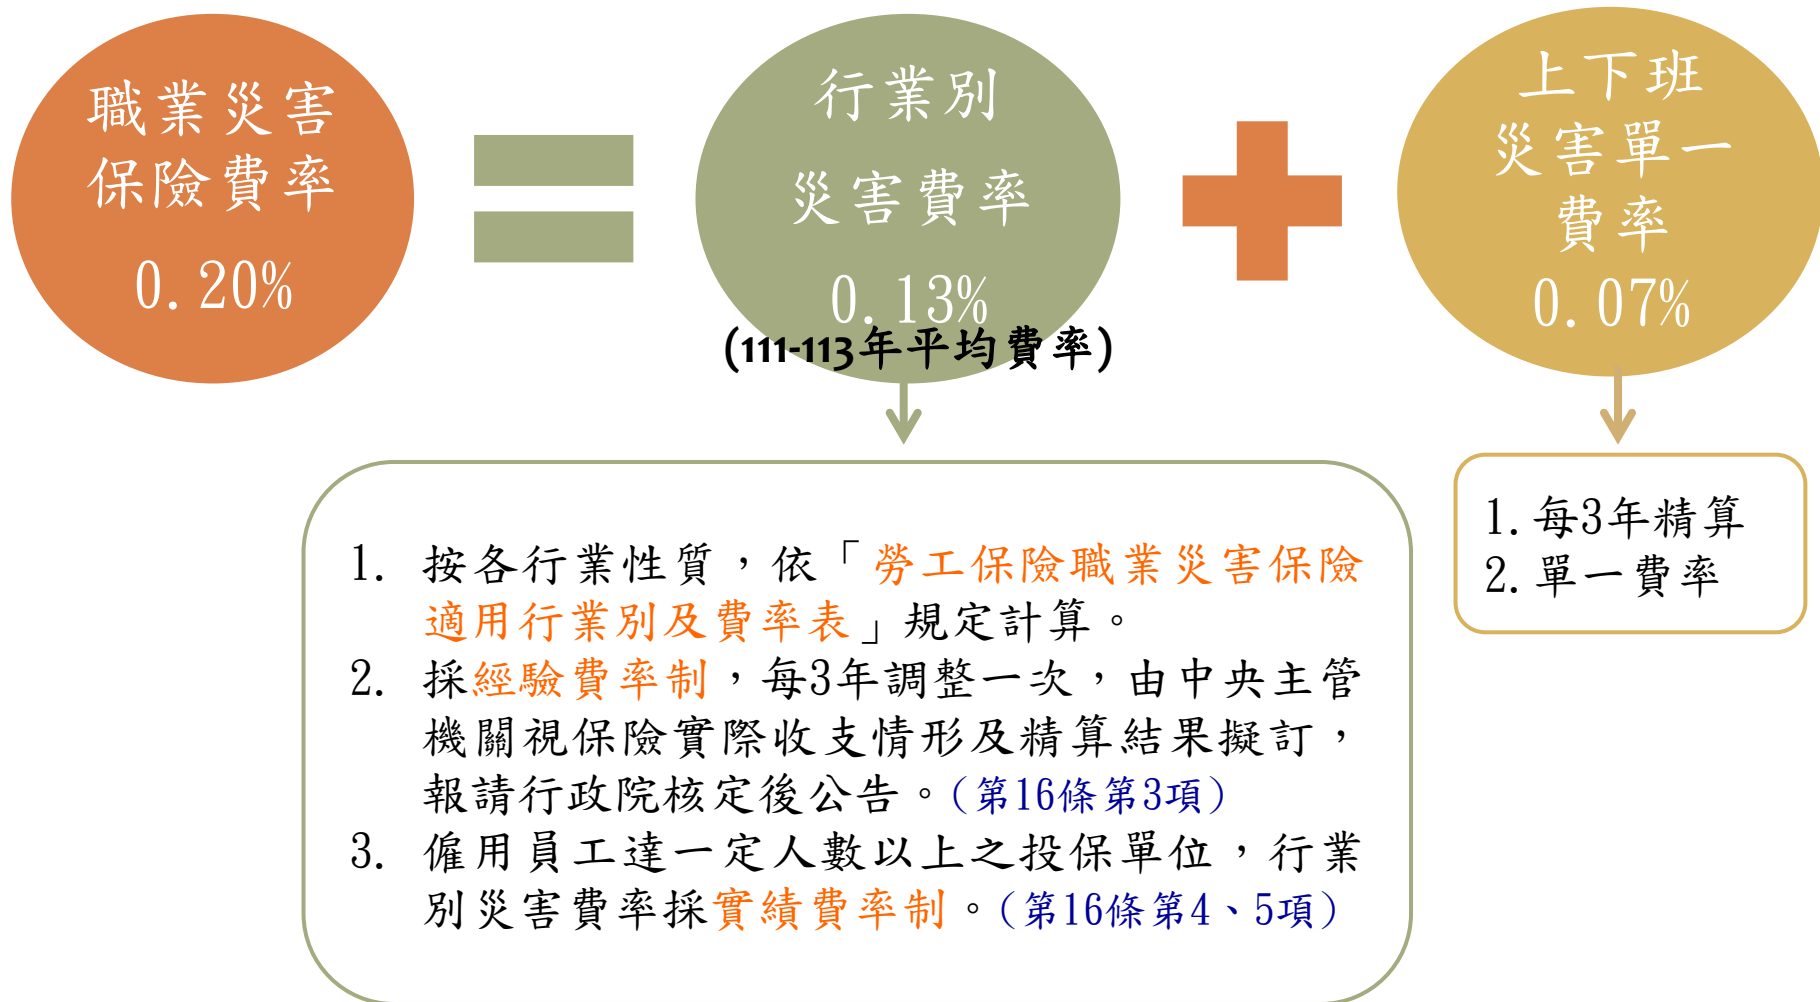 職業災害
保險費率
0.20%
行業別
災害費率
0.13%
(111-113年平均費率)
上下班
災害單一
費率
0.07%
1. 按各行業性質，依「勞工保險職業災害保險
適用行業別及費率表」規定計算。
2. 採經驗費率制，每3年調整一次，由中央主管
機關視保險實際收支情形及精算結果擬訂，
報請行政院核定後公告。(第16條第3項)
3. 僱用員工達一定人數以上之投保單位，行業
別災害費率採實績費率制。(第16條第4、5項)
1.每3年精算
2.單一費率